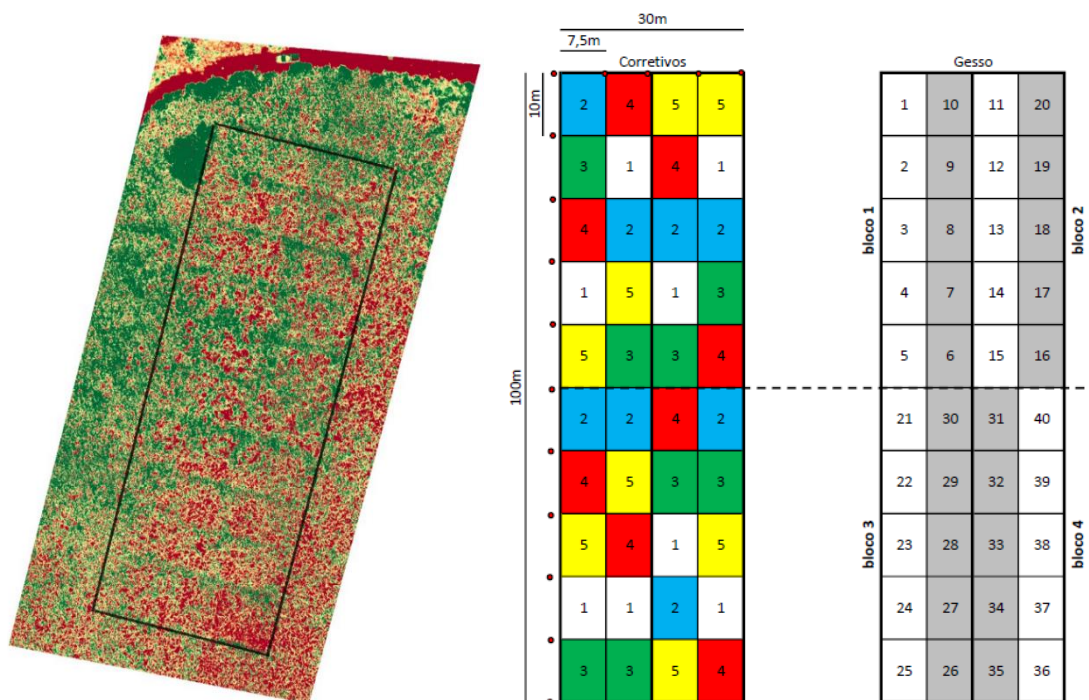 30m
7,5m
Corretivos
Gesso
10m
100m
2 4 5 5
3 1 4 1
4 2 2 2
1 5 1 3
5 3 3 4
2 2 4 2
4 5 3 3
5 4 1 5
1 1 2 1
3 3 5 4
bloco 1
bloco 2
bloco 3
bloco 4
1 10 11 20
2 9 12 19
3 8 13 18
4 7 14 17
5 6 15 16
21 30 31 40
22 29 32 39
23 28 33 38
24 27 34 37
25 26 35 36